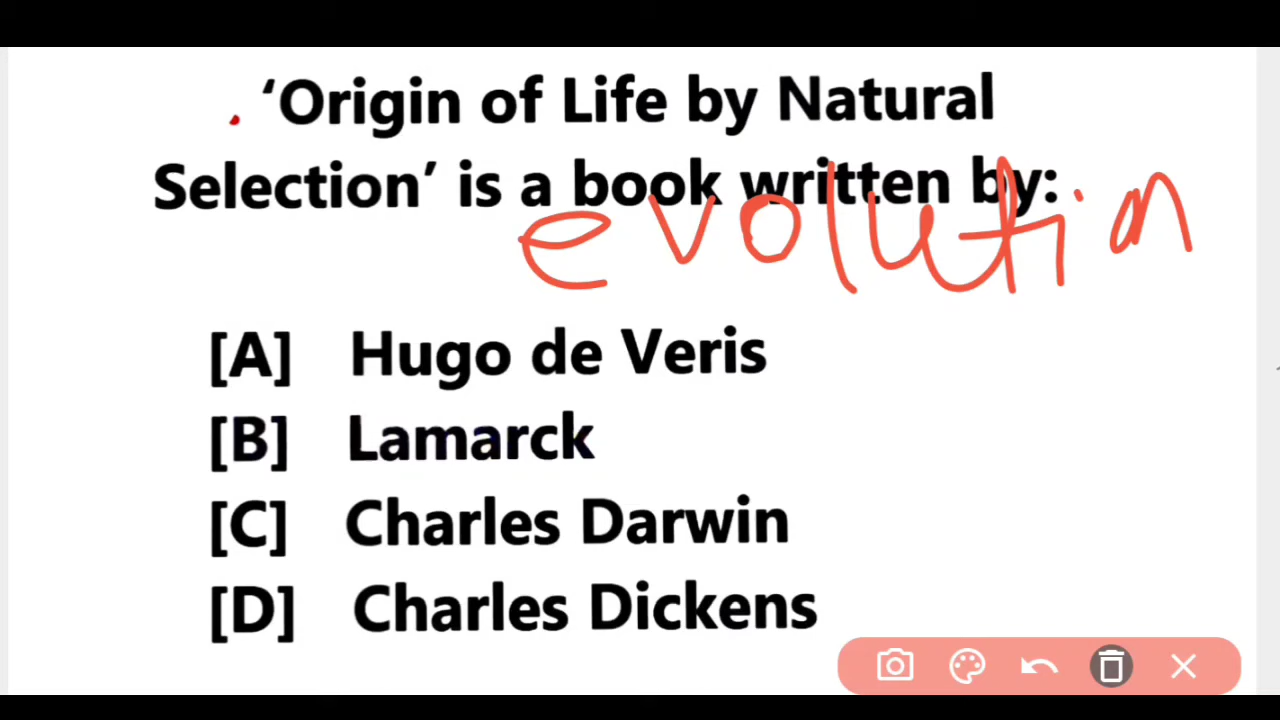 ‘Origin of Life by Natural
Selection’ is a book written by:
evolution
[A] Hugo de Veris
[B] Lamarck
[C] Charles Darwin
[D] Charles Dickens